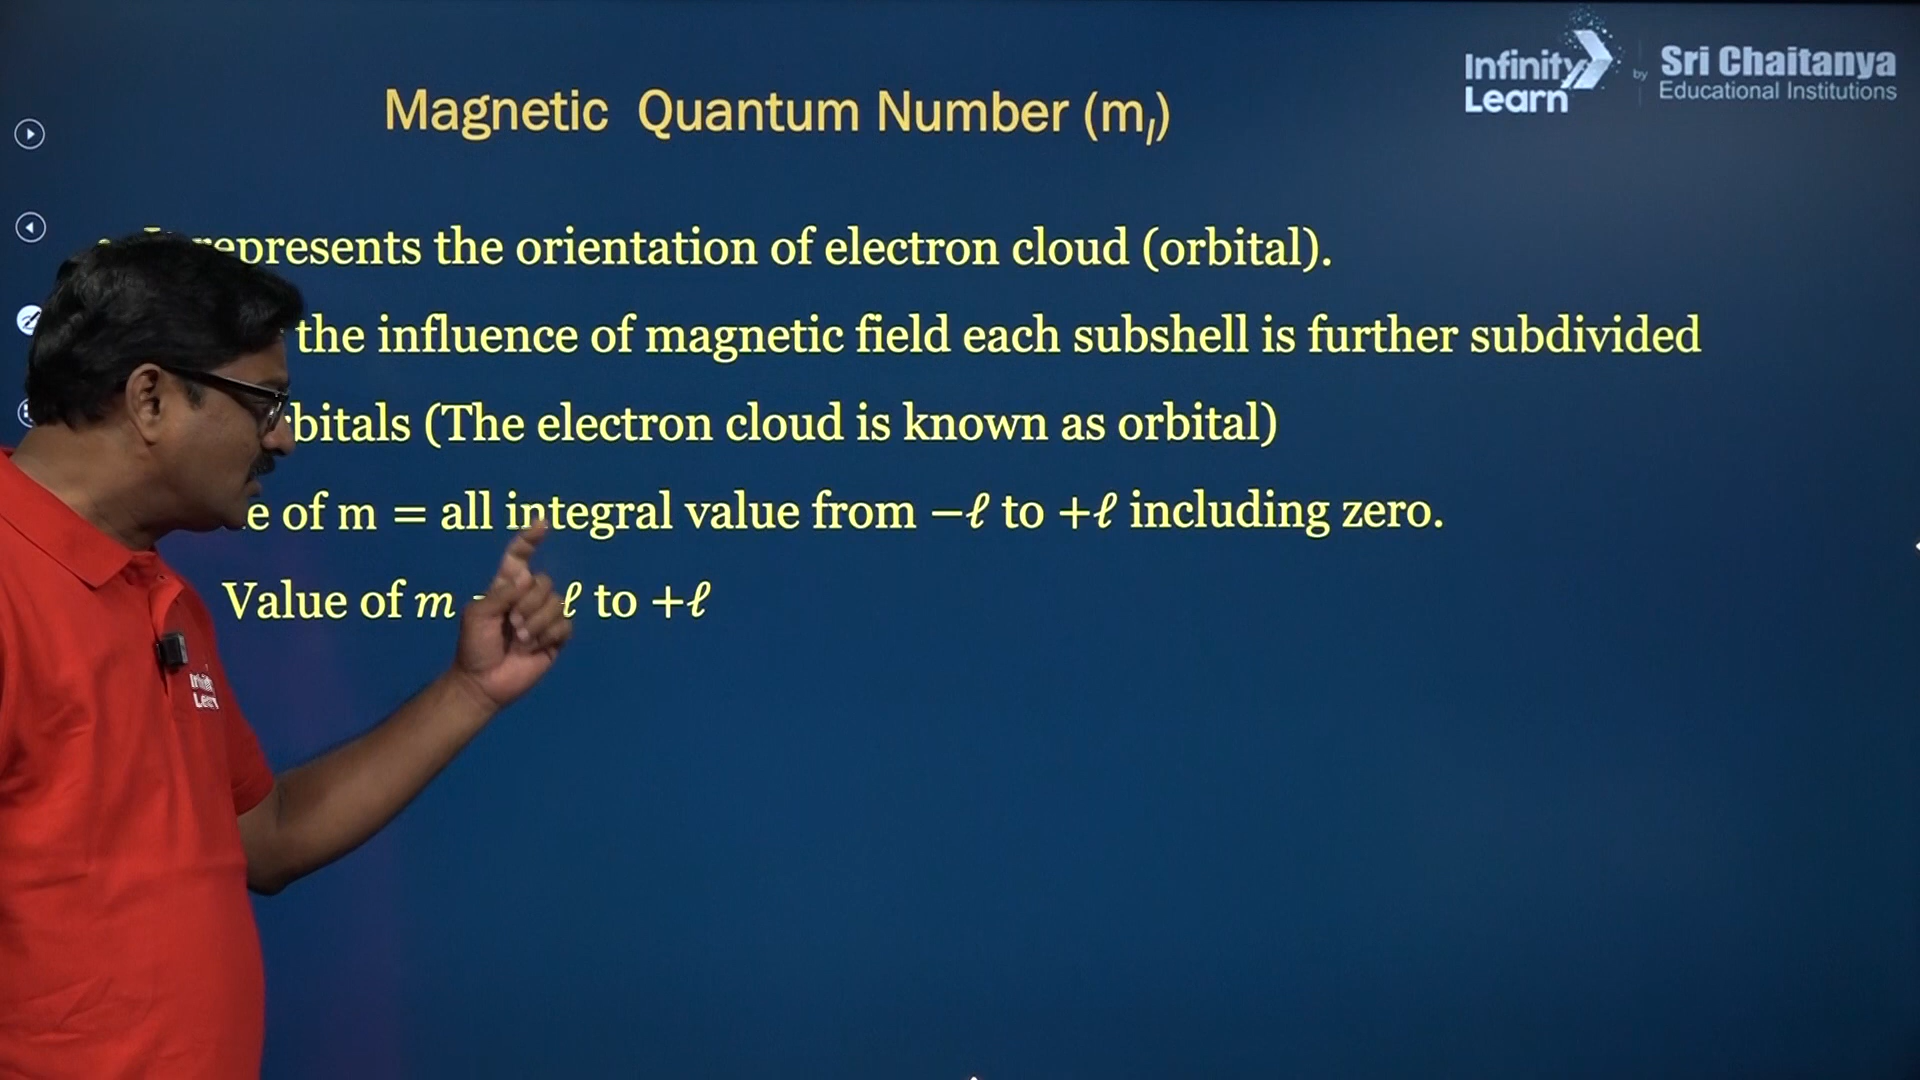 Infinity Learn
by
Sri Chaitanya
Educational Institutions
Magnetic Quantum Number (mₗ)
represents the orientation of electron cloud (orbital).
the influence of magnetic field each subshell is further subdivided
(The electron cloud is known as orbital)
of m = all integral value from −ℓ to +ℓ including zero.
Value of m ℓ to +ℓ